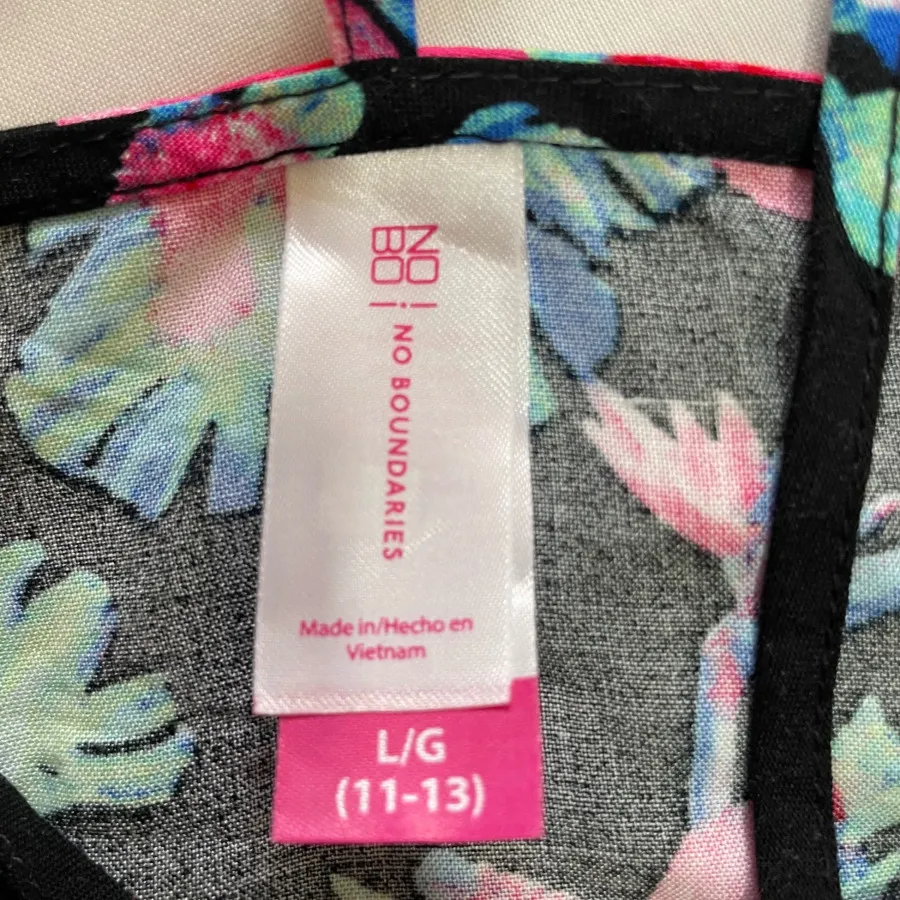 NO
BO
NO BOUNDARIES
Made in/Hecho en
Vietnam
L/G
(11-13)